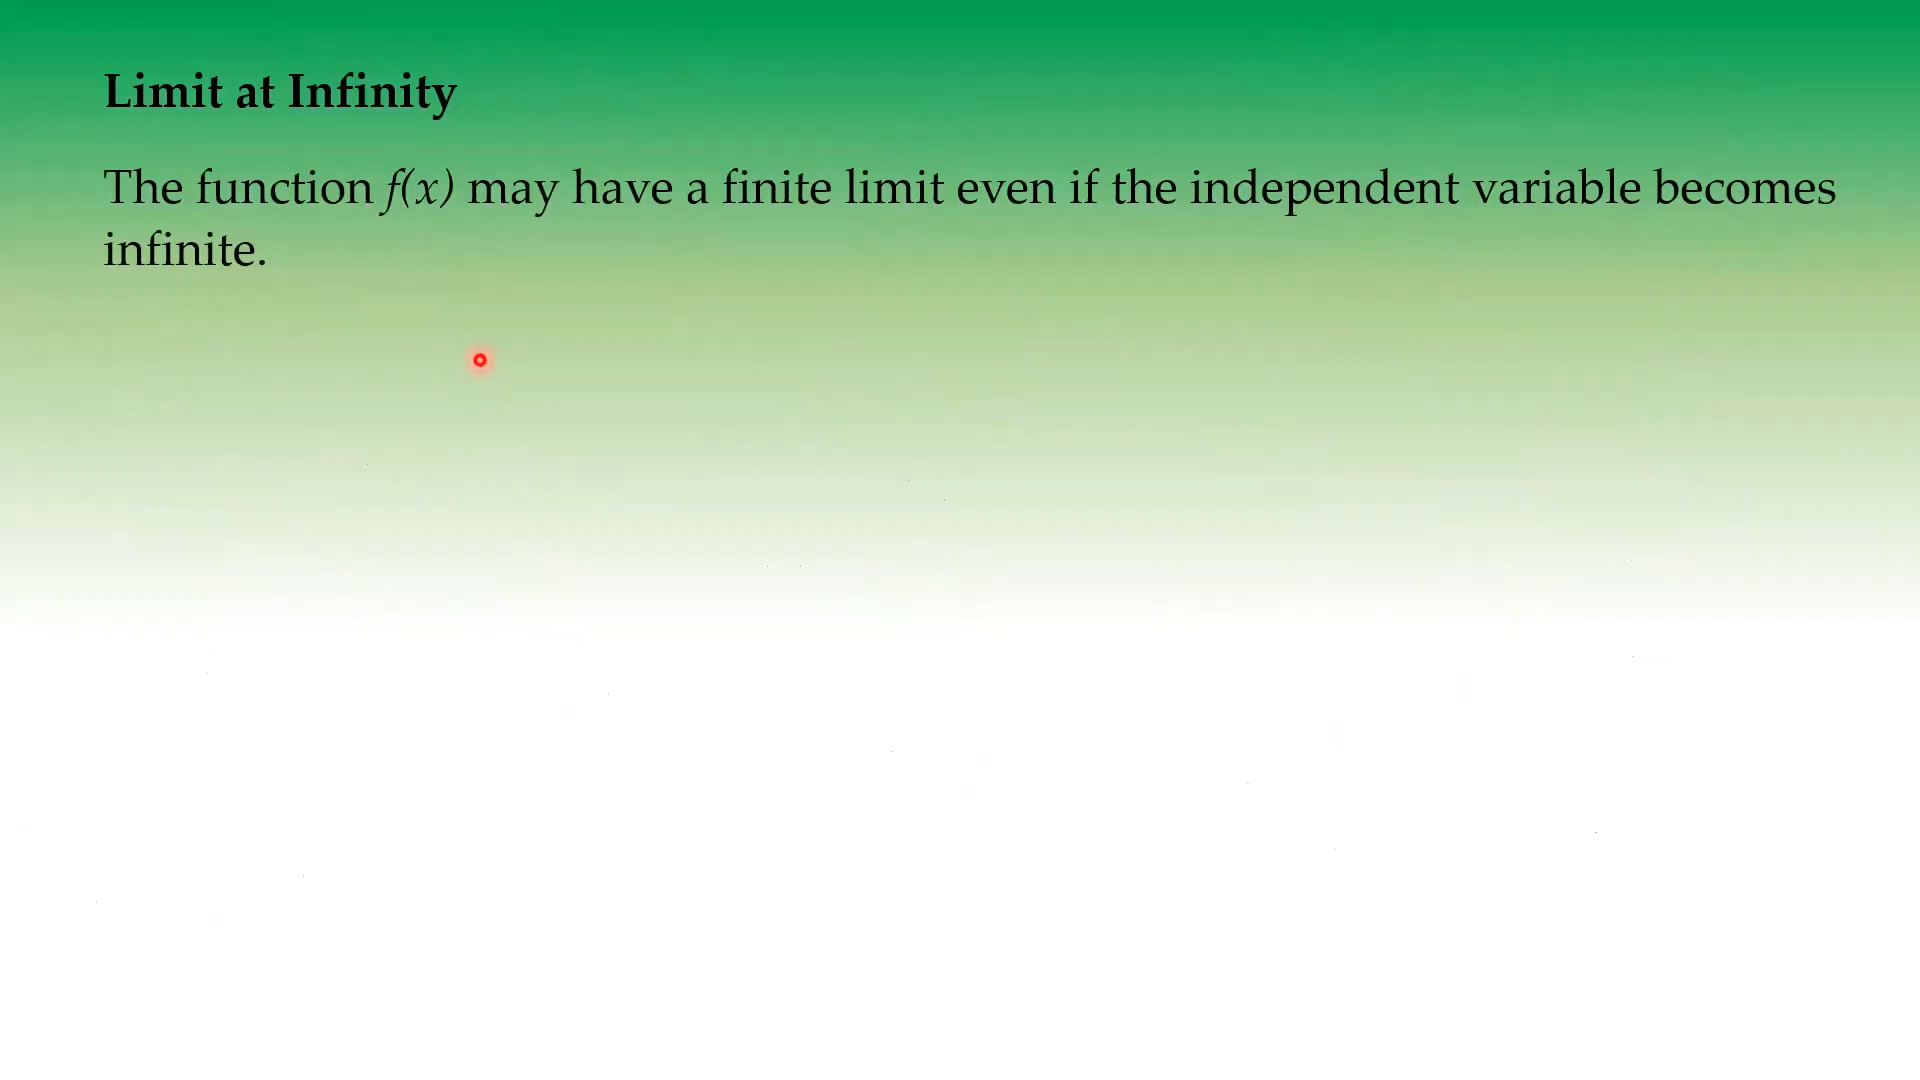 Limit at Infinity
The function f(x) may have a finite limit even if the independent variable becomes
infinite.